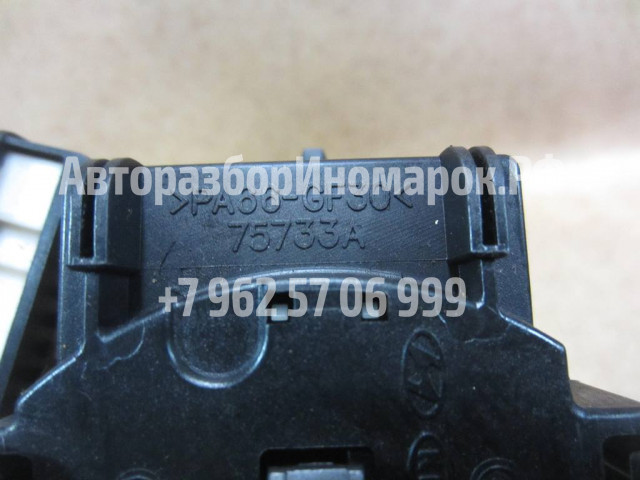 АвторазборИномарок.РФ
>PA66-GF30<
75733A
+7 962 57 06 999